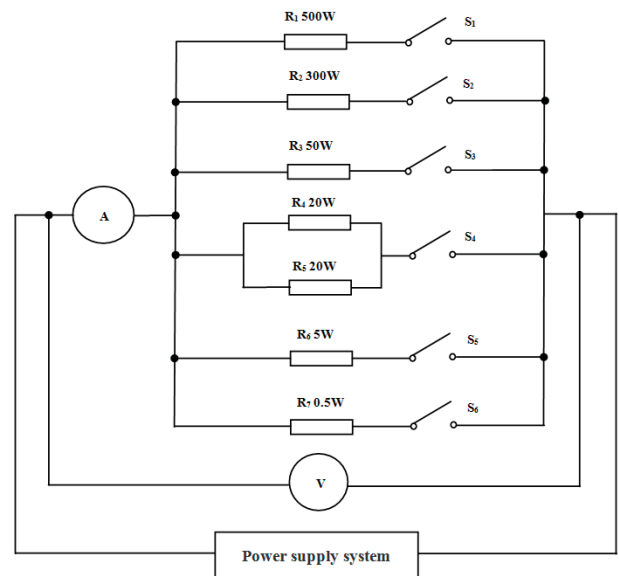 R₁ 500W
S₁
R₂ 300W
S₂
R₃ 50W
S₃
R₄ 20W
A
S₄
R₅ 20W
R₆ 5W
S₅
R₇ 0.5W
S₆
V
Power supply system